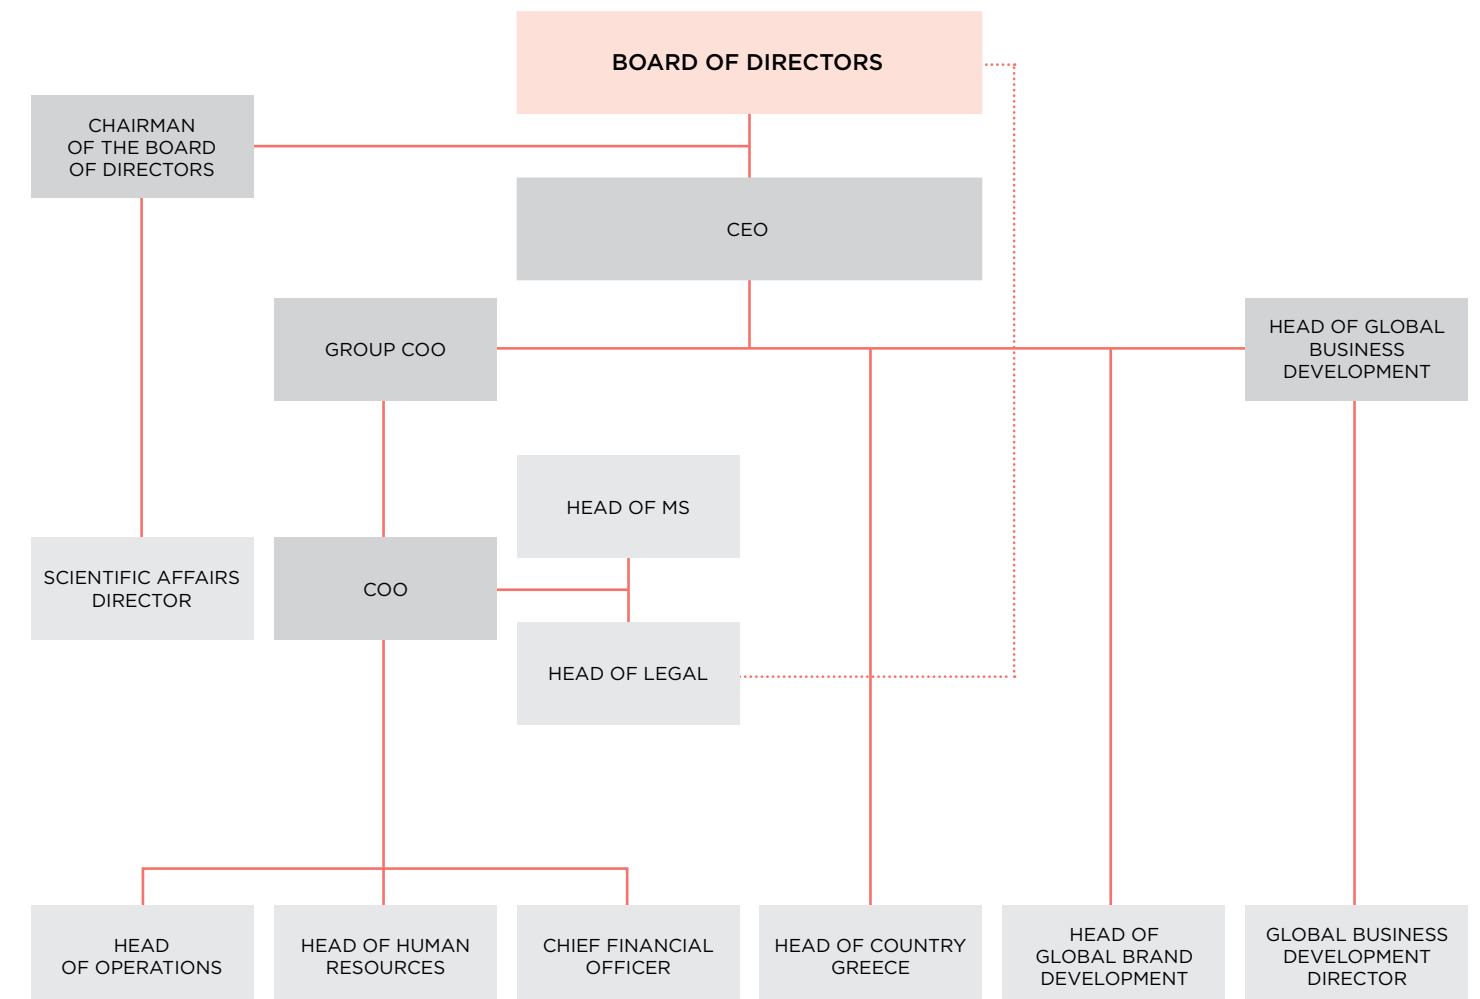 BOARD OF DIRECTORS
CHAIRMAN
OF THE BOARD
OF DIRECTORS
CEO
GROUP COO
HEAD OF GLOBAL
BUSINESS
DEVELOPMENT
HEAD OF MS
SCIENTIFIC AFFAIRS
DIRECTOR
COO
HEAD OF LEGAL
HEAD
OF OPERATIONS
HEAD OF HUMAN
RESOURCES
CHIEF FINANCIAL
OFFICER
HEAD OF COUNTRY
GREECE
HEAD OF
GLOBAL BRAND
DEVELOPMENT
GLOBAL BUSINESS
DEVELOPMENT
DIRECTOR